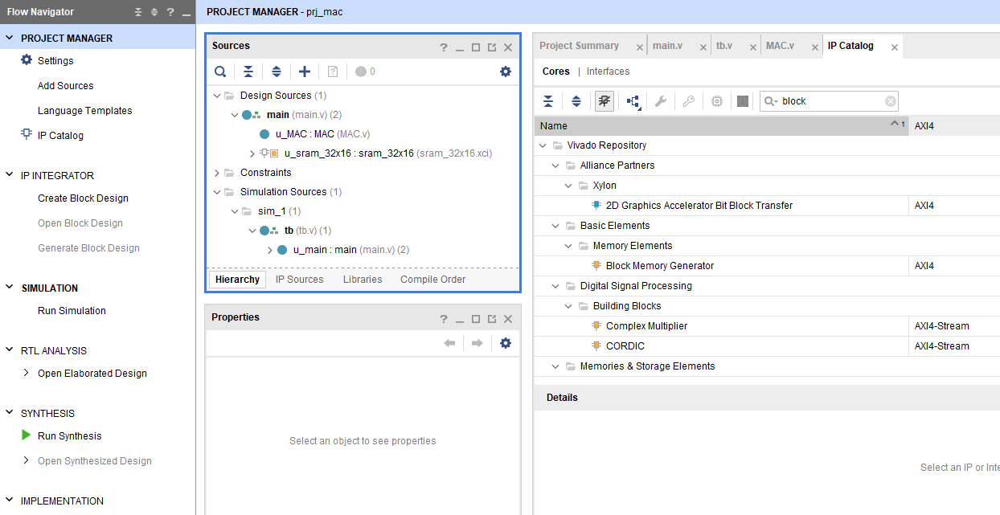 Flow Navigator
PROJECT MANAGER
Settings
Add Sources
Language Templates
IP Catalog
IP INTEGRATOR
Create Block Design
Open Block Design
Generate Block Design
SIMULATION
Run Simulation
RTL ANALYSIS
Open Elaborated Design
SYNTHESIS
Run Synthesis
Open Synthesized Design
IMPLEMENTATION
PROJECT MANAGER - prj_mac
Sources
0
Design Sources (1)
main (main.v) (2)
u_MAC : MAC (MAC.v)
u_sram_32x16 : sram_32x16 (sram_32x16.xci)
Constraints
Simulation Sources (1)
sim_1 (1)
tb (tb.v) (1)
u_main : main (main.v) (2)
Hierarchy IP Sources Libraries Compile Order
Properties
Select an object to see properties
Project Summary main.v tb.v MAC.v IP Catalog
Cores | Interfaces
block
Name 1 AXI4
Vivado Repository
Alliance Partners
Xylon
2D Graphics Accelerator Bit Block Transfer AXI4
Basic Elements
Memory Elements
Block Memory Generator AXI4
Digital Signal Processing
Building Blocks
Complex Multiplier AXI4-Stream
CORDIC AXI4-Stream
Memories & Storage Elements
Details
Select an IP or Inte